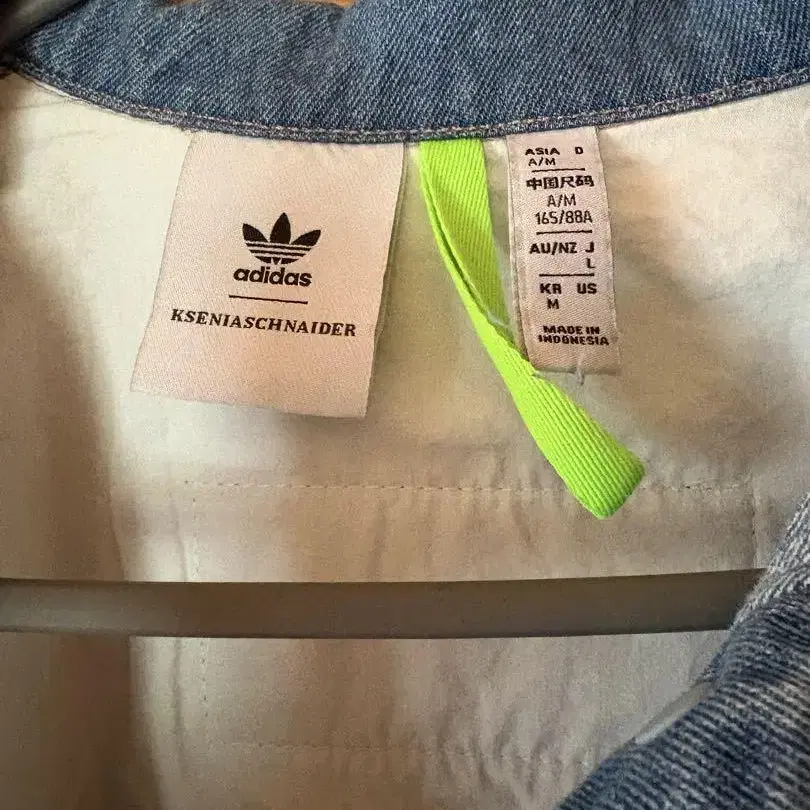 adidas
KSENIASCHNAIDER
ASIA D
A/M
中国尺码
A/M
165/88A
AU/NZ J
L
KR US
M
MADE IN
INDONESIA